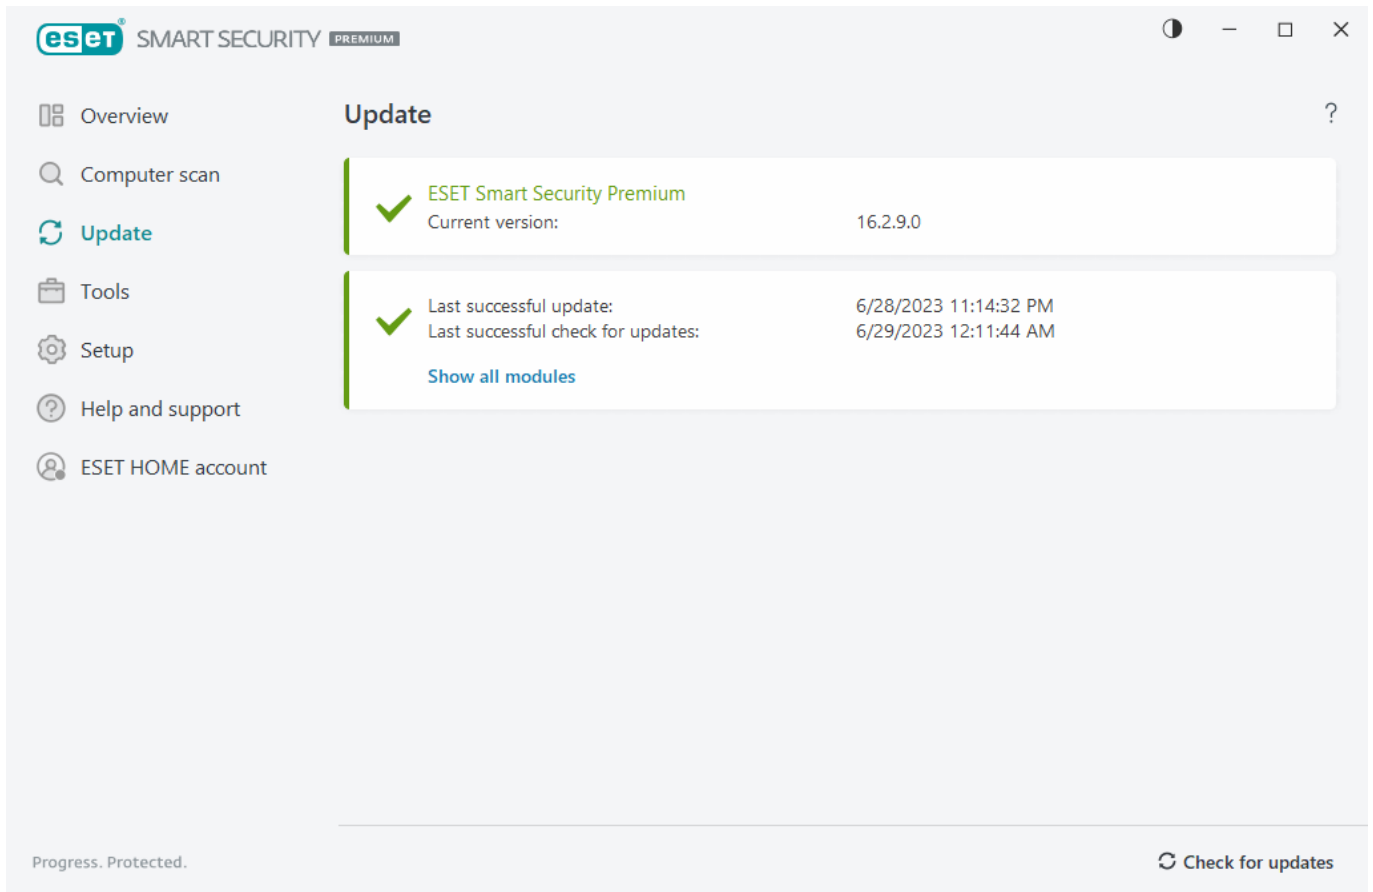 eset® SMART SECURITY PREMIUM
Overview
Computer scan
Update
Tools
Setup
Help and support
ESET HOME account
Update
?
ESET Smart Security Premium
Current version: 16.2.9.0
Last successful update: 6/28/2023 11:14:32 PM
Last successful check for updates: 6/29/2023 12:11:44 AM
Show all modules
Progress. Protected.
Check for updates